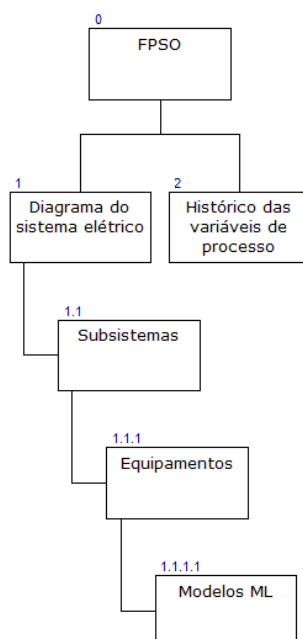 0
FPSO
1
Diagrama do
sistema elétrico
2
Histórico das
variáveis de
processo
1.1
Subsistemas
1.1.1
Equipamentos
1.1.1.1
Modelos ML